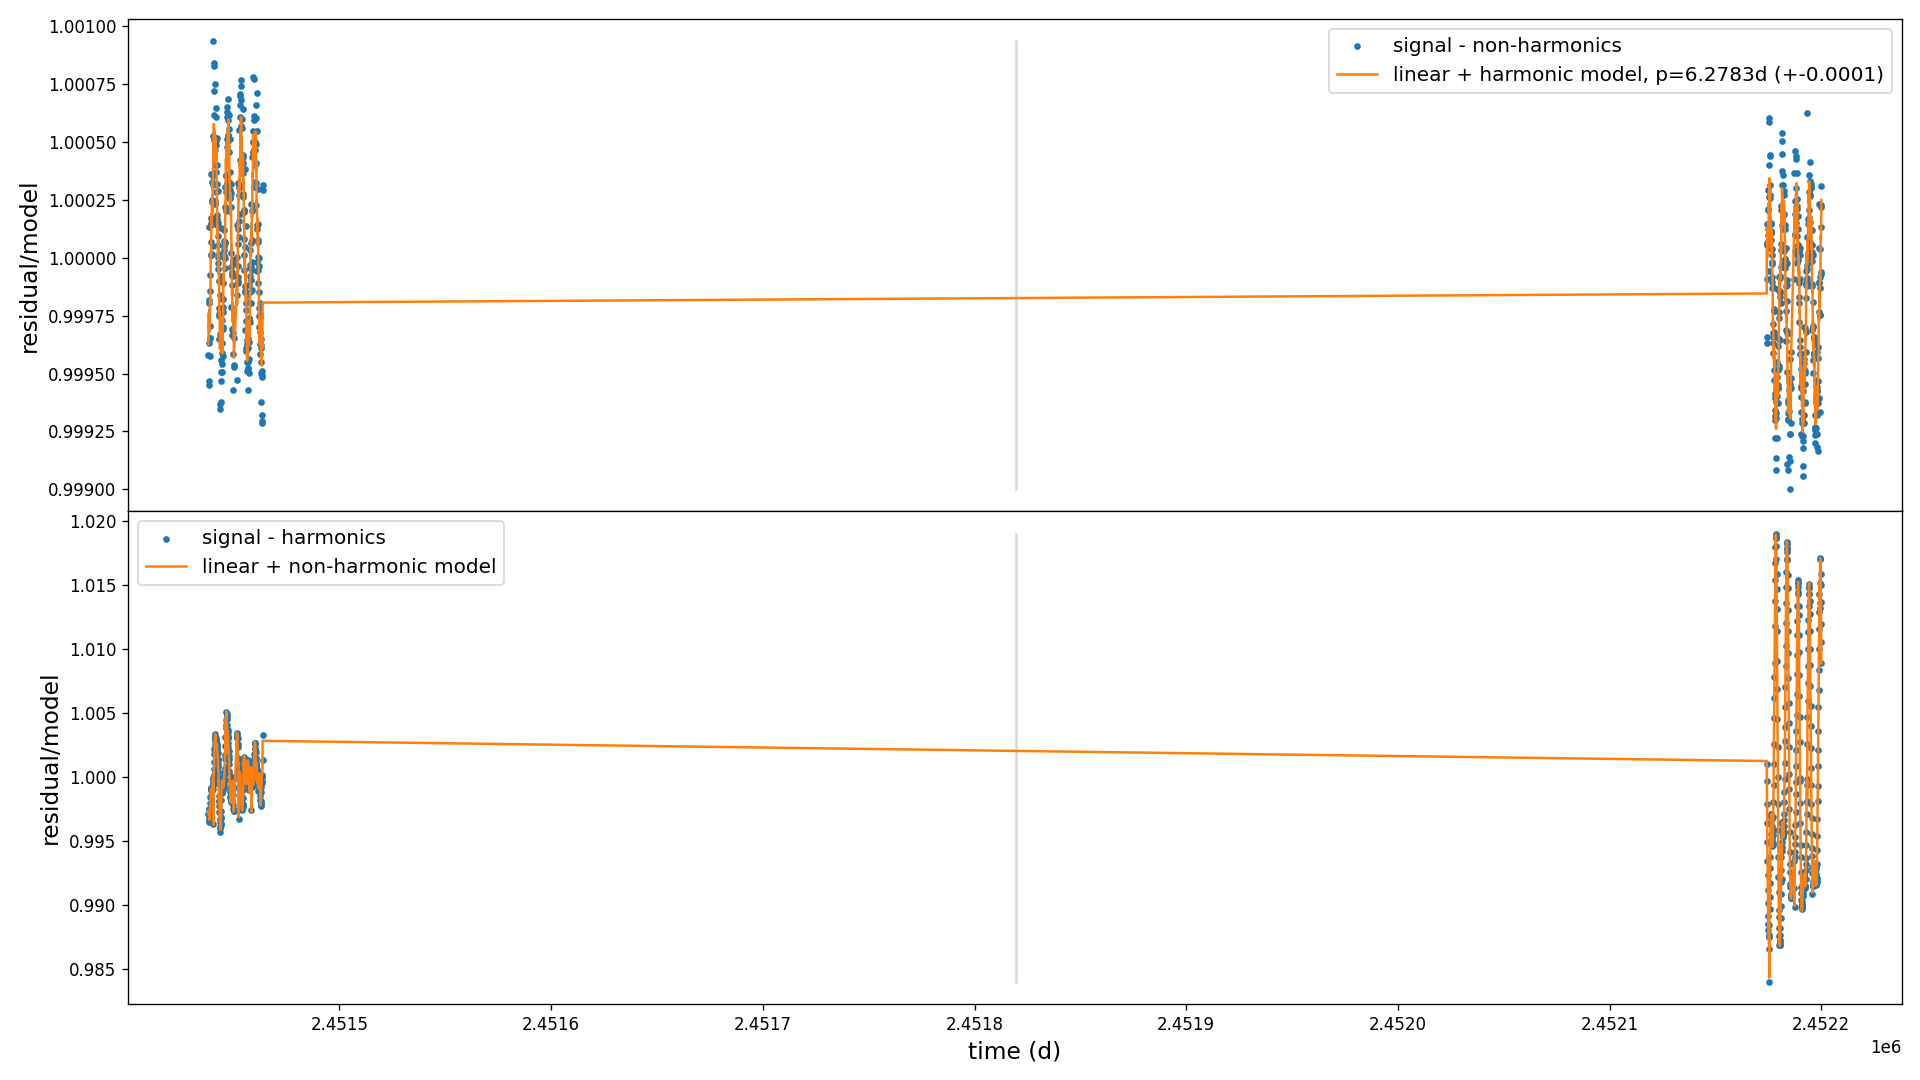 1.00100
1.00075
1.00050
1.00025
1.00000
0.99975
0.99950
0.99925
0.99900
residual/model
signal - non-harmonics
linear + harmonic model, p=6.2783d (+-0.0001)
1.020
1.015
1.010
1.005
1.000
0.995
0.990
0.985
residual/model
signal - harmonics
linear + non-harmonic model
2.4515 2.4516 2.4517 2.4518 2.4519 2.4520 2.4521 2.4522
1e6
time (d)